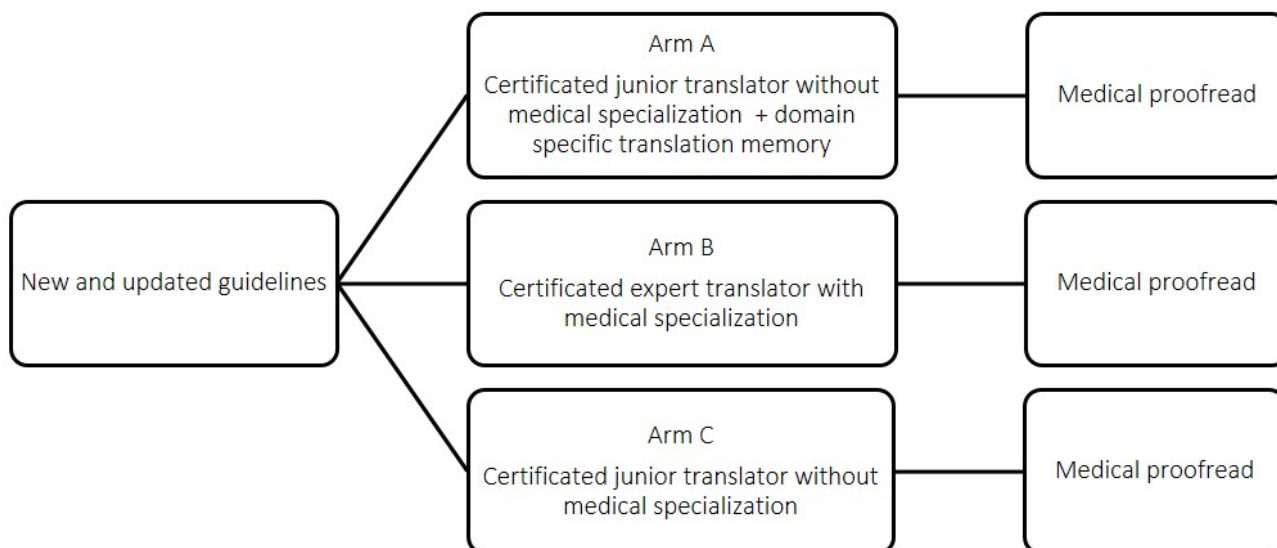 New and updated guidelines
Arm A
Certificated junior translator without
medical specialization + domain
specific translation memory
Medical proofread
Arm B
Certificated expert translator with
medical specialization
Medical proofread
Arm C
Certificated junior translator without
medical specialization
Medical proofread